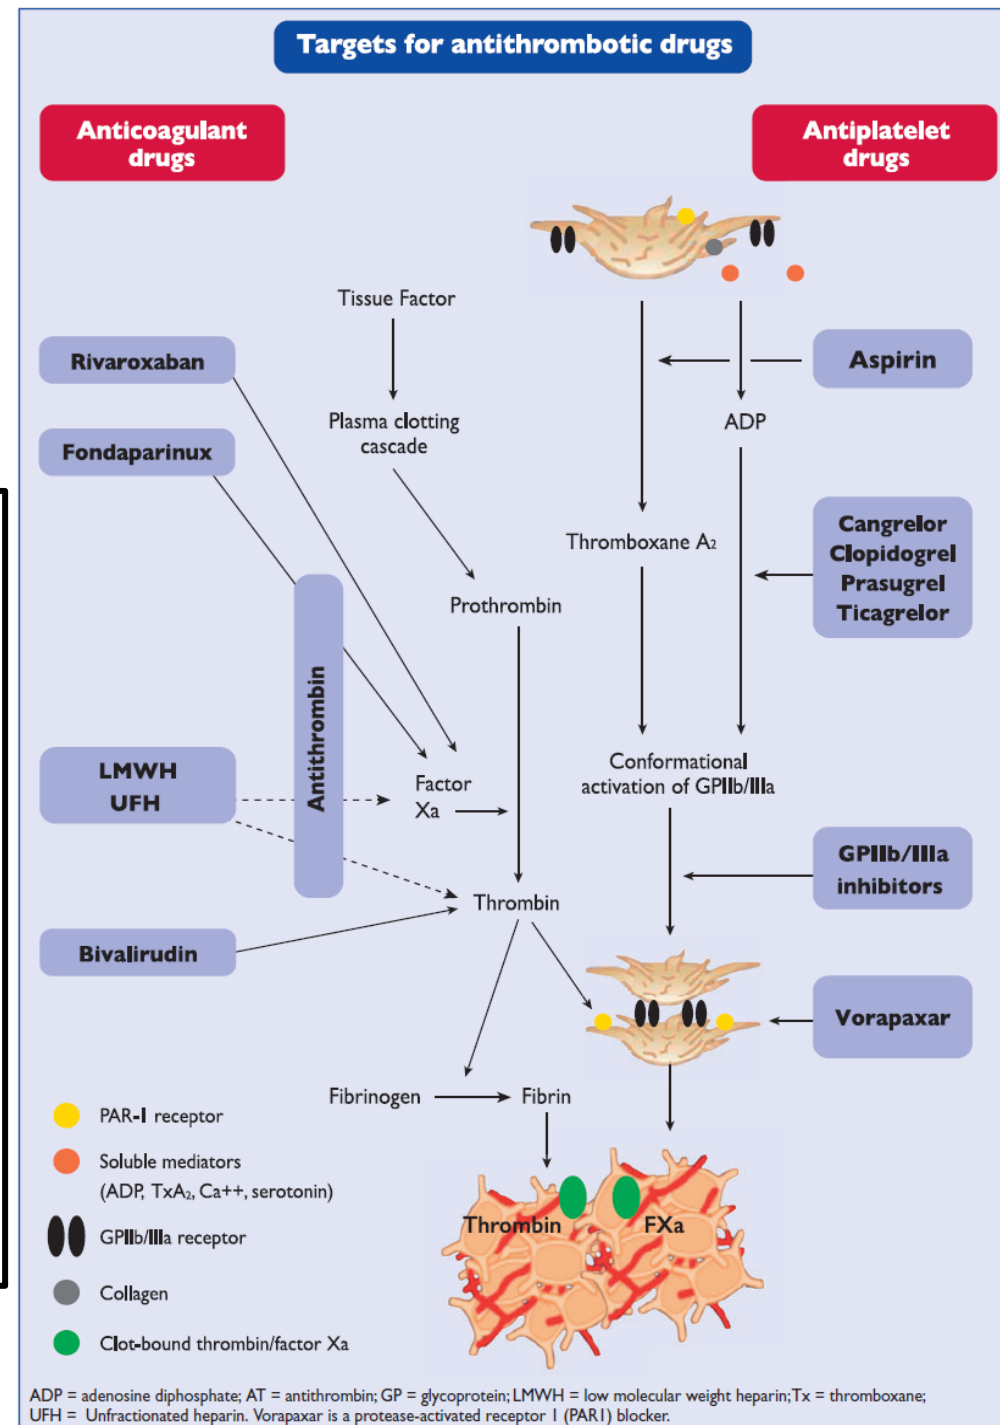 Targets for antithrombotic drugs
Anticoagulant
drugs
Antiplatelet
drugs
Tissue Factor
Rivaroxaban
Aspirin
Plasma clotting
cascade
ADP
Fondaparinux
Cangrelor
Clopidogrel
Prasugrel
Ticagrelor
Thromboxane A₂
Prothrombin
Antithrombin
LMWH
UFH
Factor
Xa
Conformational
activation of GPIIb/IIIa
GPIIb/IIIa
inhibitors
Thrombin
Bivalirudin
Vorapaxar
Fibrinogen
Fibrin
PAR-I receptor
Soluble mediators
(ADP, TxA₂, Ca++, serotonin)
GPIIb/IIIa receptor
Collagen
Clot-bound thrombin/factor Xa
Thrombin
FXa
ADP = adenosine diphosphate; AT = antithrombin; GP = glycoprotein; LMWH = low molecular weight heparin; Tx = thromboxane;
UFH = Unfractionated heparin. Vorapaxar is a protease-activated receptor 1 (PAR1) blocker.